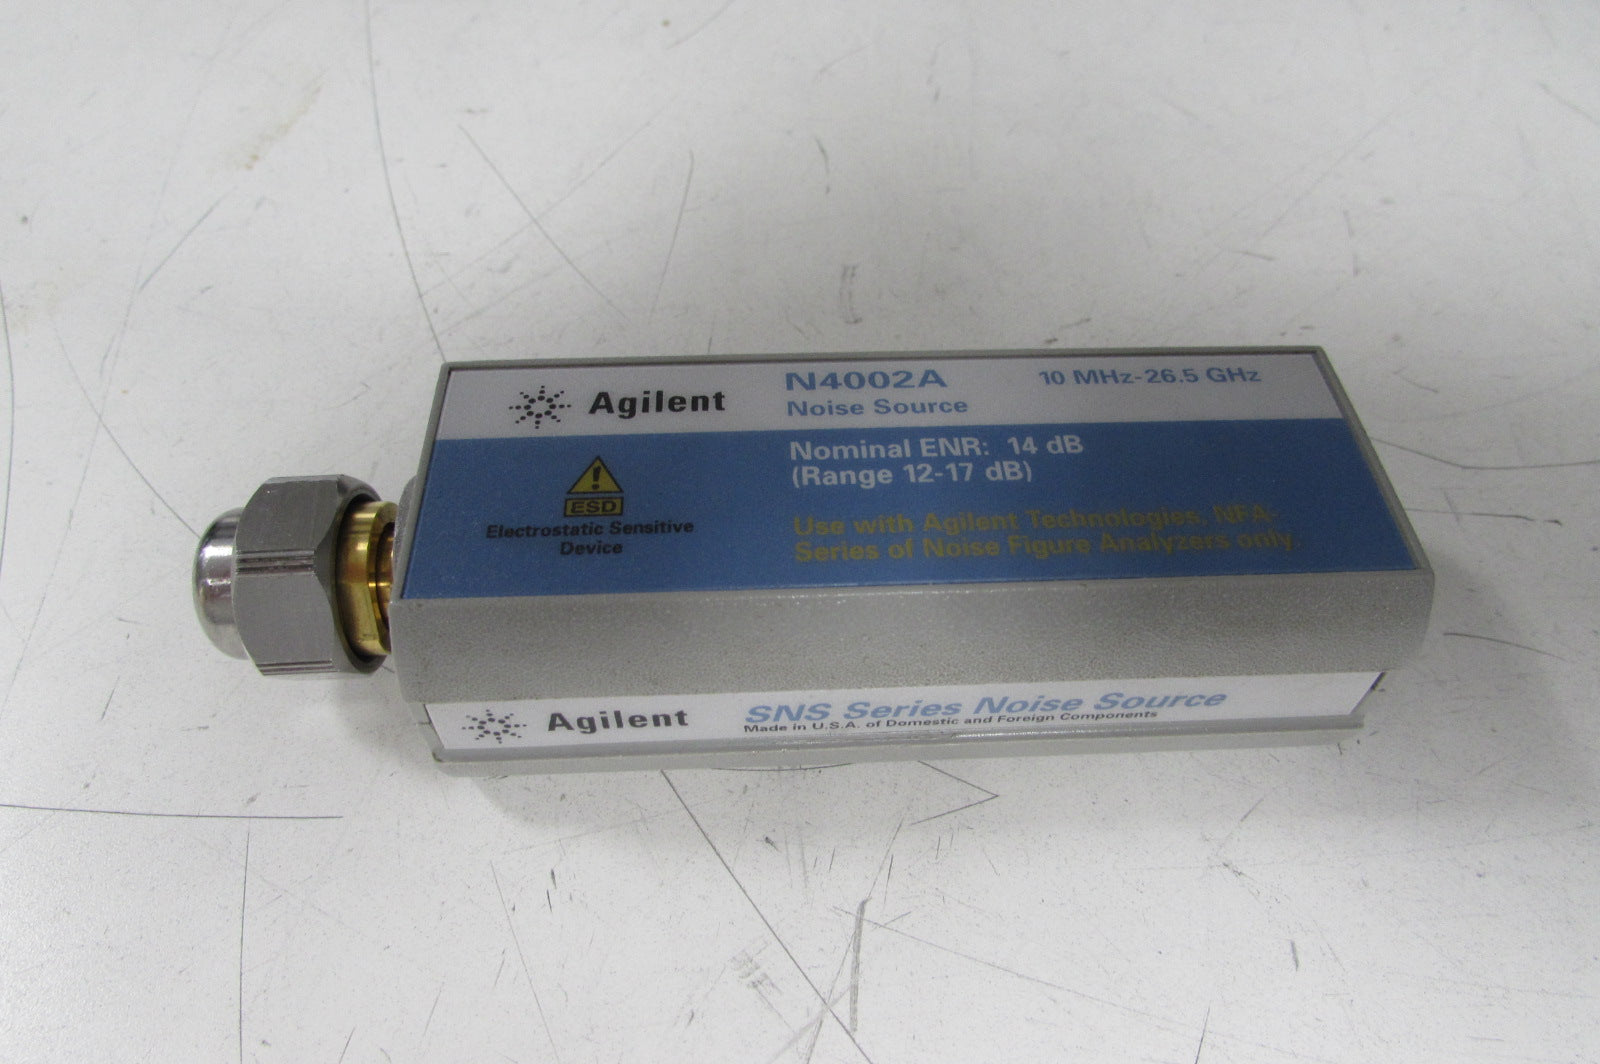 Agilent
N4002A
10 MHz-26.5 GHz
Noise Source
Nominal ENR: 14 dB
(Range 12-17 dB)
ESD
Electrostatic Sensitive
Device
Use with Agilent Technologies, NFA-
Series of Noise Figure Analyzers only.
Agilent
SNS Series Noise Source
Made in U.S.A. of Domestic and Foreign Components